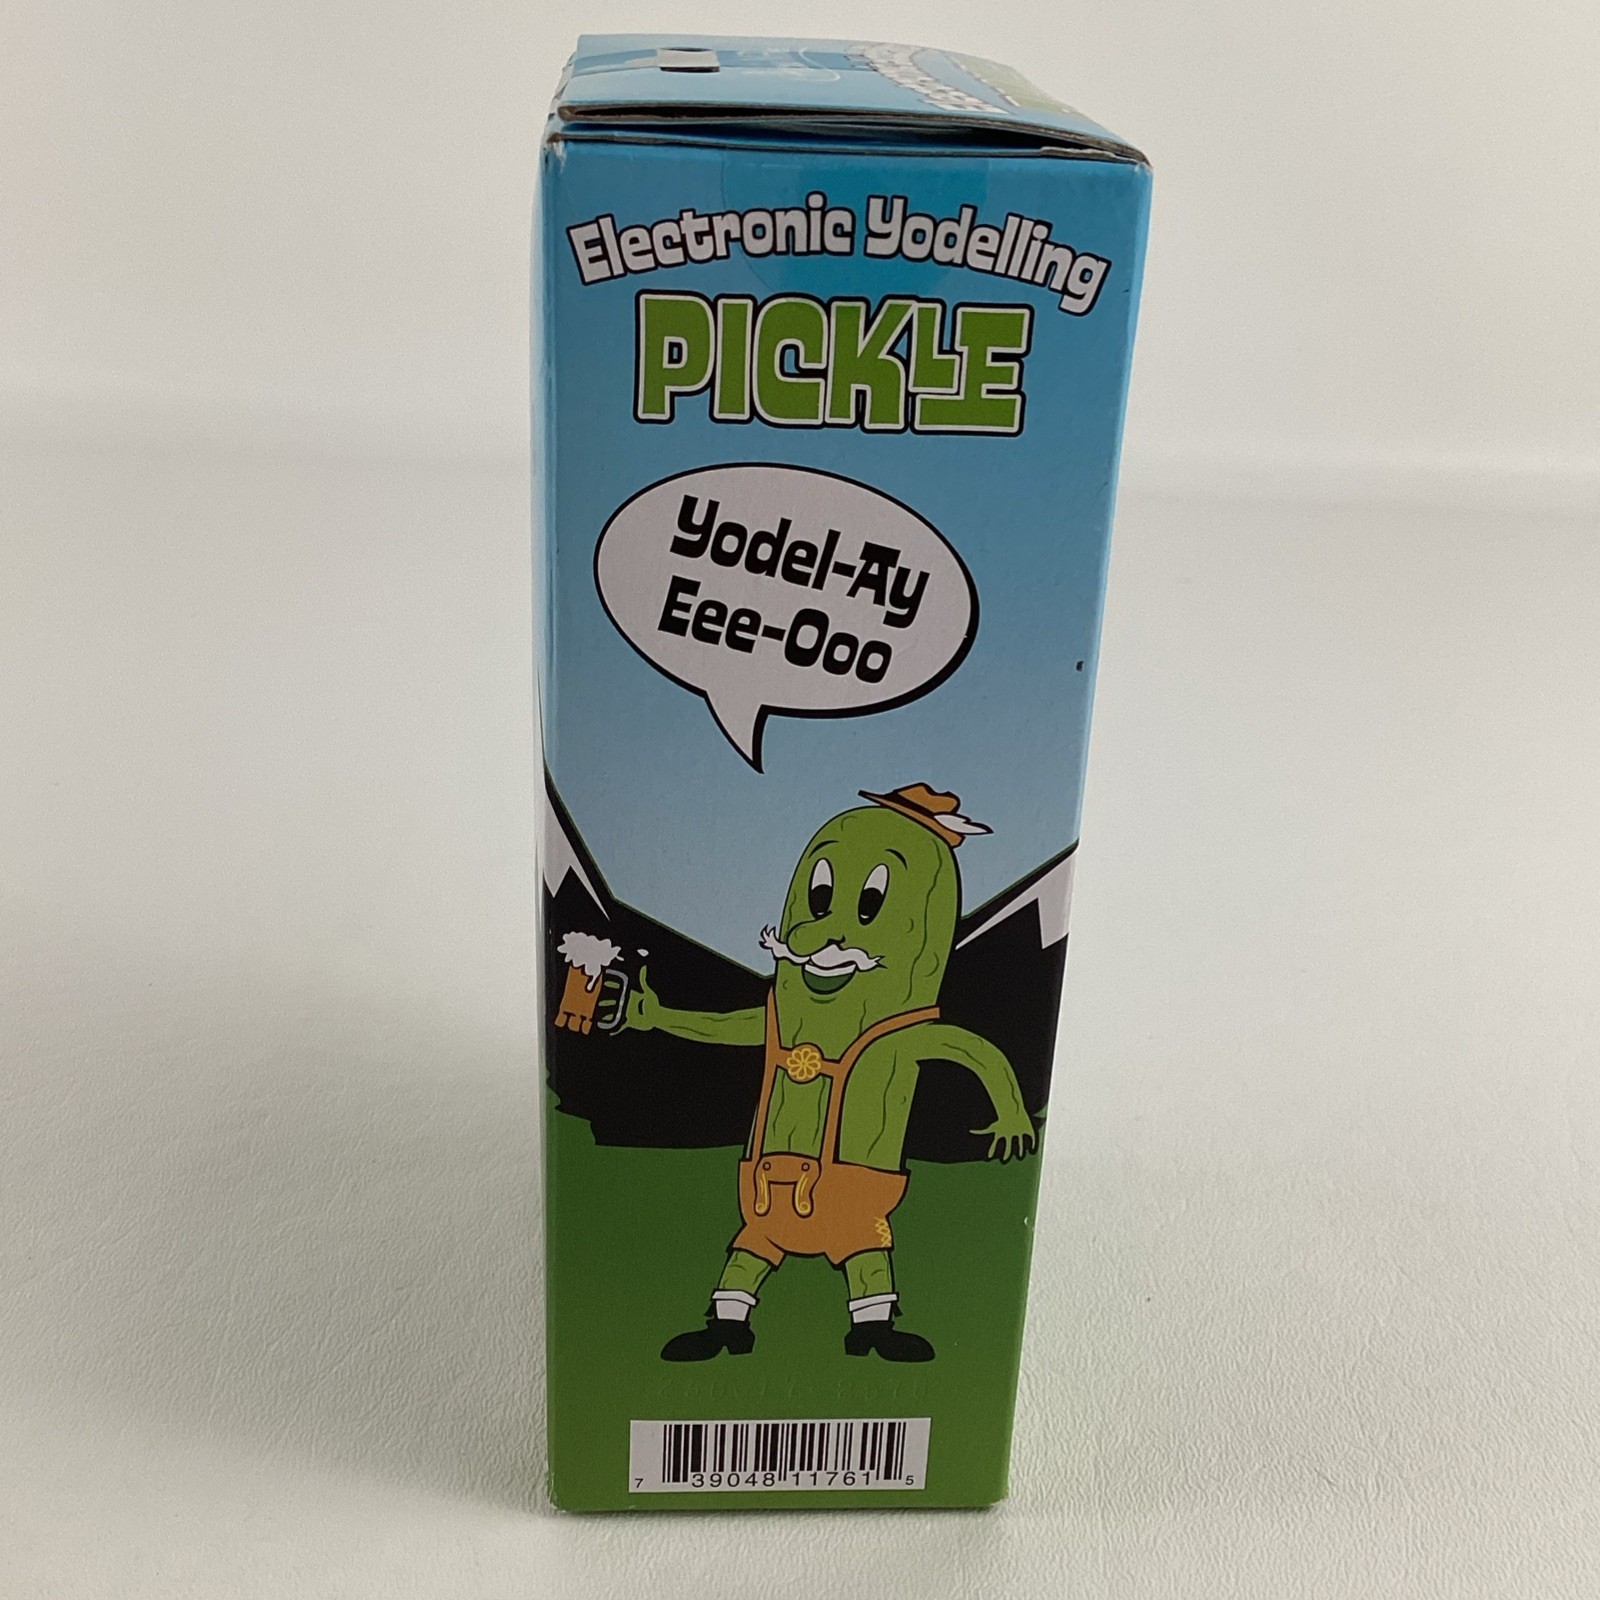 Electronic Yodelling
PICKLE
Yodel-Ay
Eee-Ooo
7 39048 11761 5